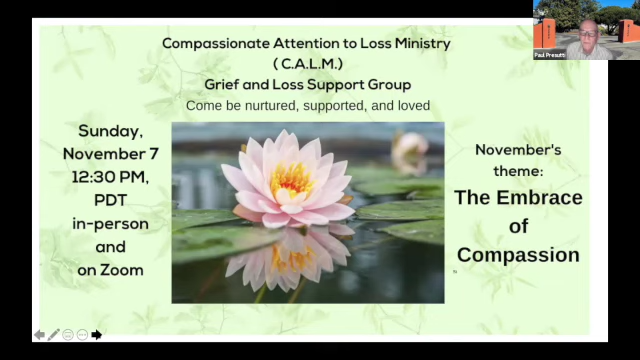 Compassionate Attention to Loss Ministry
( C.A.L.M.)
Grief and Loss Support Group
Come be nurtured, supported, and loved
Sunday,
November 7
12:30 PM,
PDT
in-person
and
on Zoom
November's
theme:
The Embrace
of
Compassion
Paul Presutti